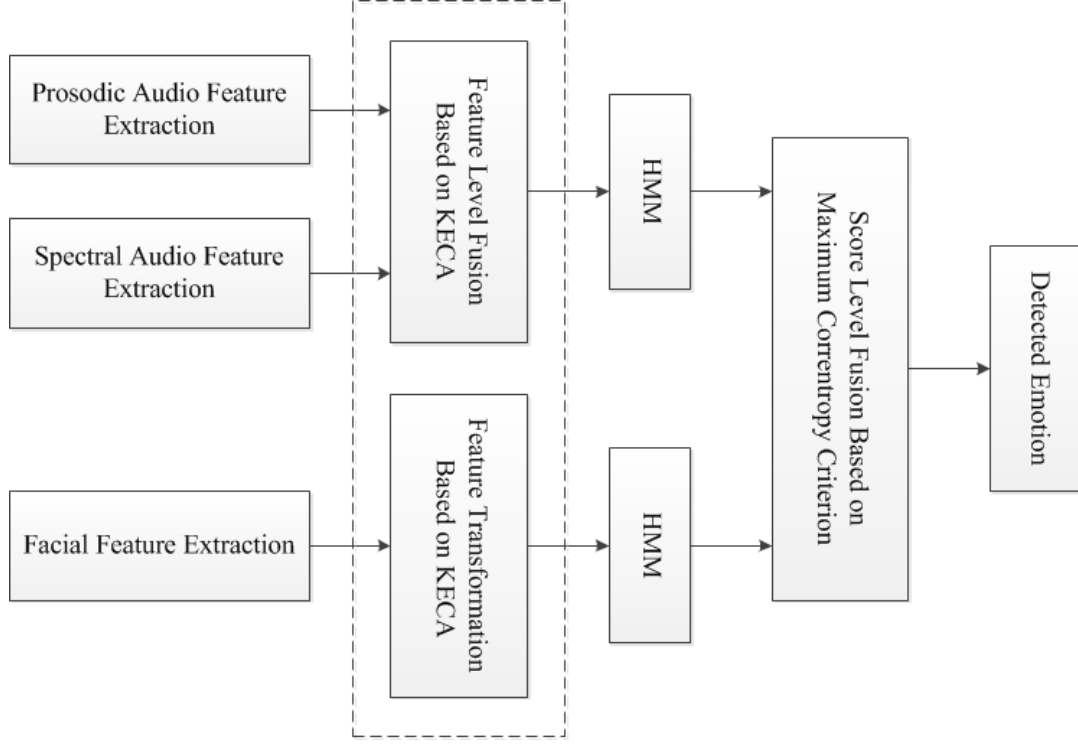 Prosodic Audio Feature
Extraction
Spectral Audio Feature
Extraction
Facial Feature Extraction
Feature Level Fusion
Based on KECA
Feature Transformation
Based on KECA
HMM
HMM
Score Level Fusion Based on
Maximum Correntropy Criterion
Detected Emotion